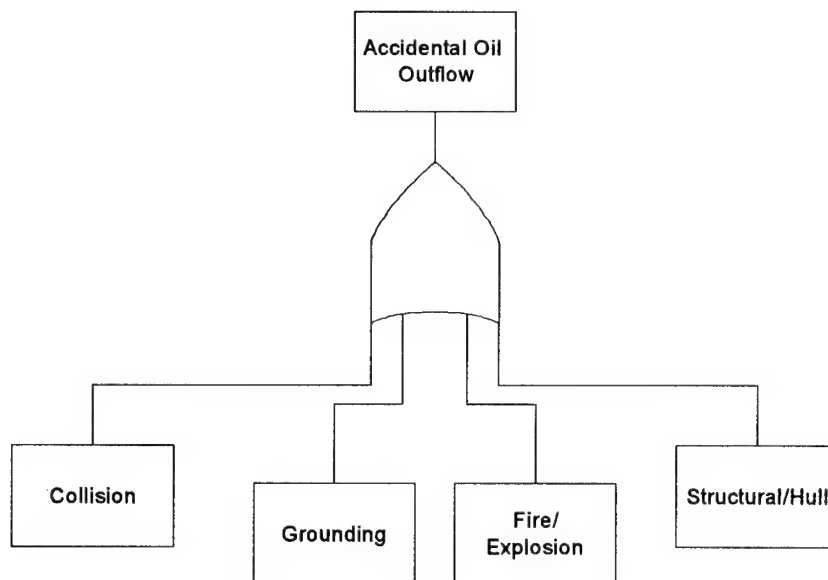 Accidental Oil
Outflow
Collision
Grounding
Fire/
Explosion
Structural/Hull